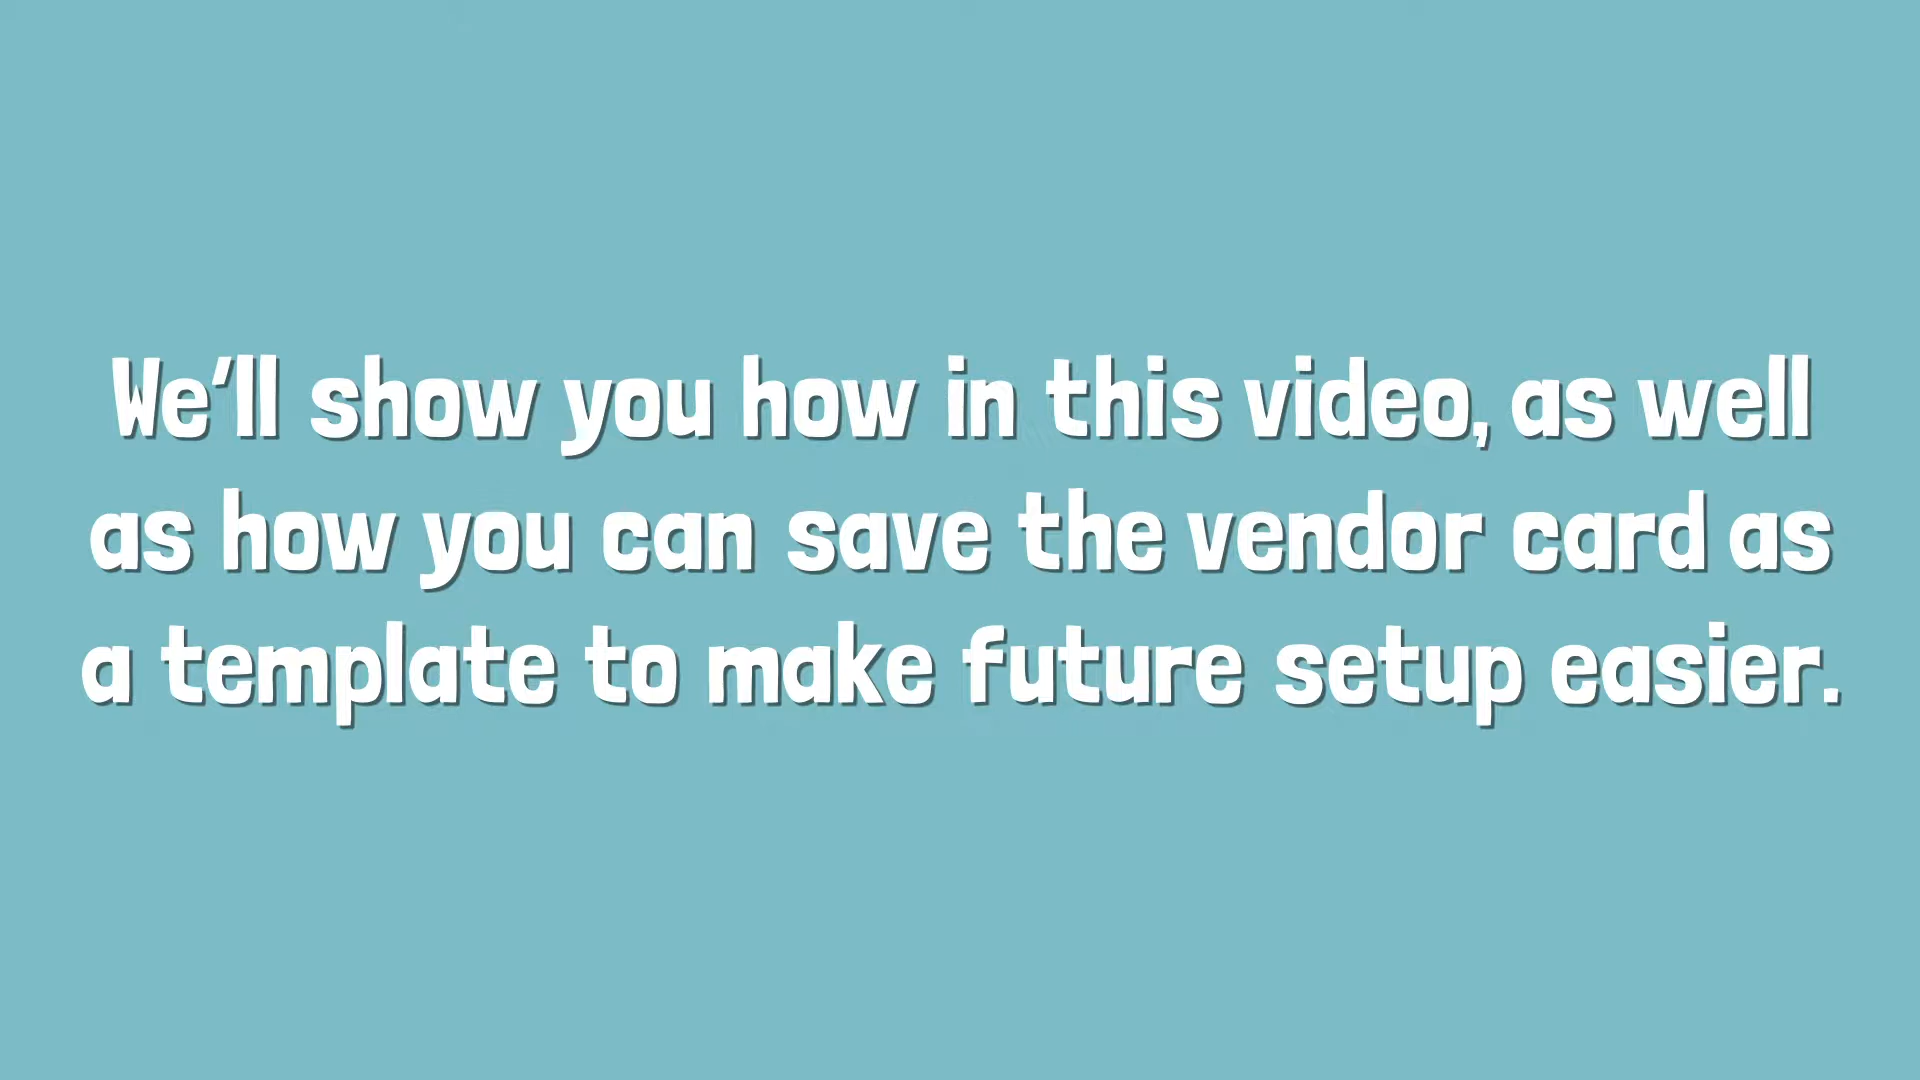 We'll show you how in this video, as well
as how you can save the vendor card as
a template to make future setup easier.